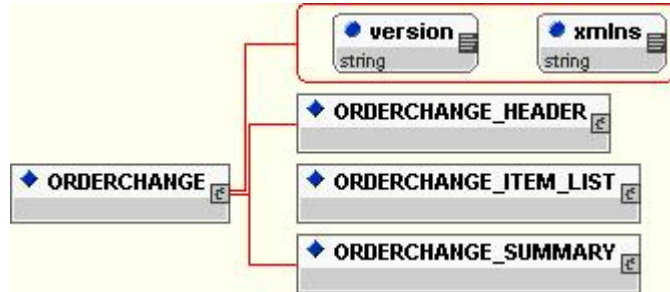 version
xmlns
string
string
ORDERCHANGE_HEADER
ORDERCHANGE
ORDERCHANGE_ITEM_LIST
ORDERCHANGE_SUMMARY